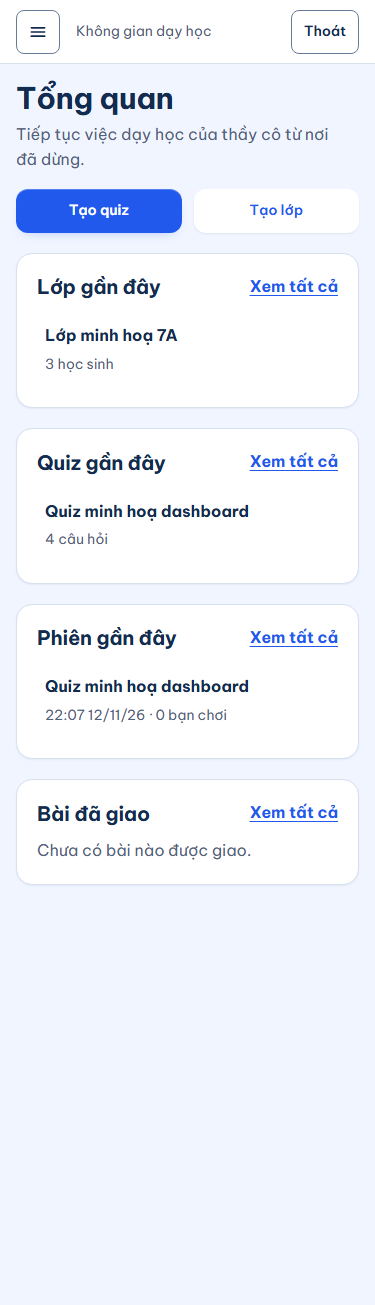 Không gian dạy học
Thoát
Tổng quan
Tiếp tục việc dạy học của thầy cô từ nơi
đã dừng.
Tạo quiz
Tạo lớp
Lớp gần đây
Xem tất cả
Lớp minh hoạ 7A
3 học sinh
Quiz gần đây
Xem tất cả
Quiz minh hoạ dashboard
4 câu hỏi
Phiên gần đây
Xem tất cả
Quiz minh hoạ dashboard
22:07 12/11/26 · 0 bạn chơi
Bài đã giao
Xem tất cả
Chưa có bài nào được giao.